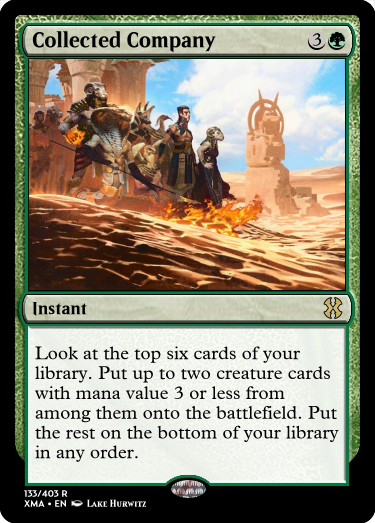 Collected Company 3
Instant
Look at the top six cards of your
library. Put up to two creature cards
with mana value 3 or less from
among them onto the battlefield. Put
the rest on the bottom of your library
in any order.
133/403 R
XMA • EN Lake Hurwitz